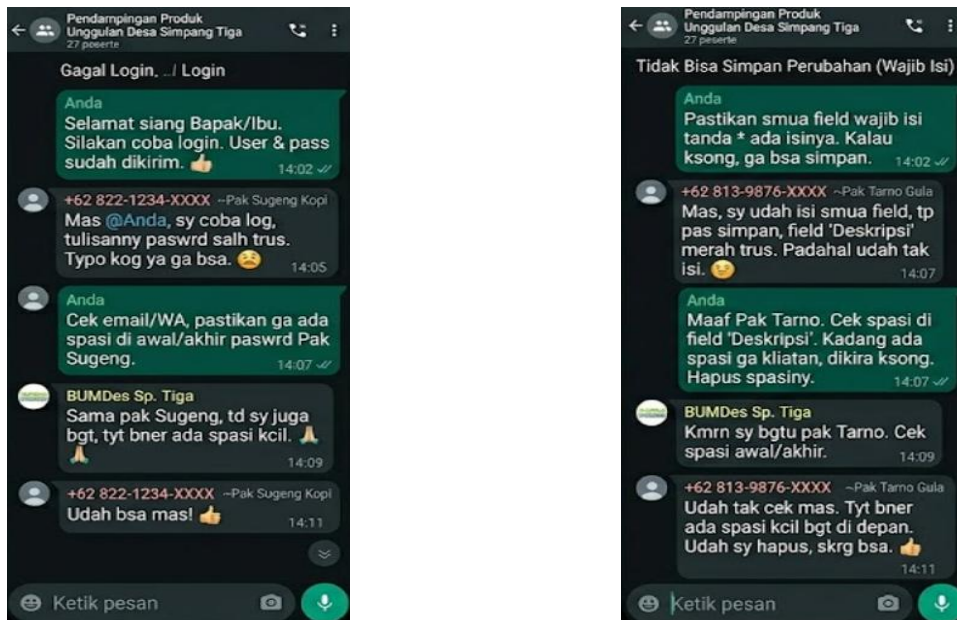 Pendampingan Produk
Unggulan Desa Simpang Tiga
27 peserte
Gagal Login, ../ Login
Anda
Selamat siang Bapak/Ibu.
Silakan coba login. User & pass
sudah dikirim.
14:02
+62 822-1234-XXXX ~Pak Sugeng Kopi
Mas @Anda, sy coba log,
tulisanny paswrd salh trus.
Typo kog ya ga bsa.
14:05
Anda
Cek email/WA, pastikan ga ada
spasi di awal/akhir paswrd Pak
Sugeng.
14:07
BUMDes Sp. Tiga
Sama pak Sugeng, td sy juga
bgt, tyt bner ada spasi kcil.
14:09
+62 822-1234-XXXX ~Pak Sugeng Kopi
Udah bsa mas!
14:11
Ketik pesan
Pendampingan Produk
Unggulan Desa Simpang Tiga
27 peserte
Tidak Bisa Simpan Perubahan (Wajib Isi)
Anda
Pastikan smua field wajib isi
tanda * ada isinya. Kalau
ksong, ga bsa simpan.
14:02
+62 813-9876-XXXX ~Pak Tarno Gula
Mas, sy udah isi smua field, tp
pas simpan, field 'Deskripsi'
merah trus. Padahal udah tak
isi.
14:07
Anda
Maaf Pak Tarno. Cek spasi di
field 'Deskripsi'. Kadang ada
spasi ga kliatan, dikira ksong.
Hapus spasiny.
14:07
BUMDes Sp. Tiga
Kmrn sy bgtu pak Tarno. Cek
spasi awal/akhir.
14:09
+62 813-9876-XXXX ~Pak Tarno Gula
Udah tak cek mas. Tyt bner
ada spasi kcil bgt di depan.
Udah sy hapus, skrg bsa.
14:11
Ketik pesan